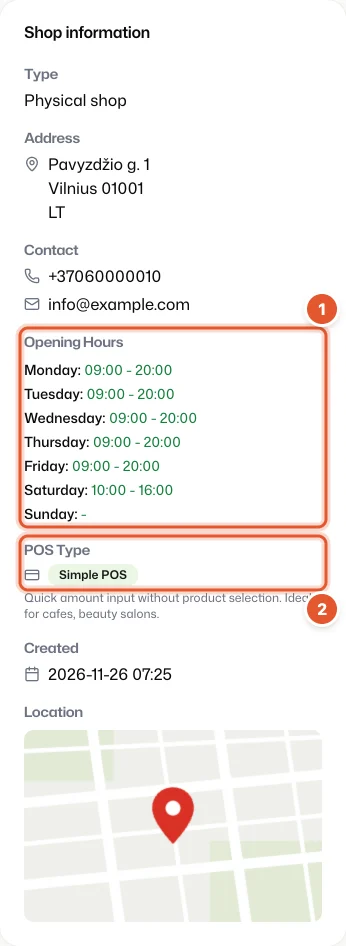 Shop information
Type
Physical shop
Address
Pavyzdžio g. 1
Vilnius 01001
LT
Contact
+37060000010
info@example.com
1
Opening Hours
Monday: 09:00 - 20:00
Tuesday: 09:00 - 20:00
Wednesday: 09:00 - 20:00
Thursday: 09:00 - 20:00
Friday: 09:00 - 20:00
Saturday: 10:00 - 16:00
Sunday: -
POS Type
Simple POS
Quick amount input without product selection. Ideal
for cafes, beauty salons.
2
Created
2026-11-26 07:25
Location